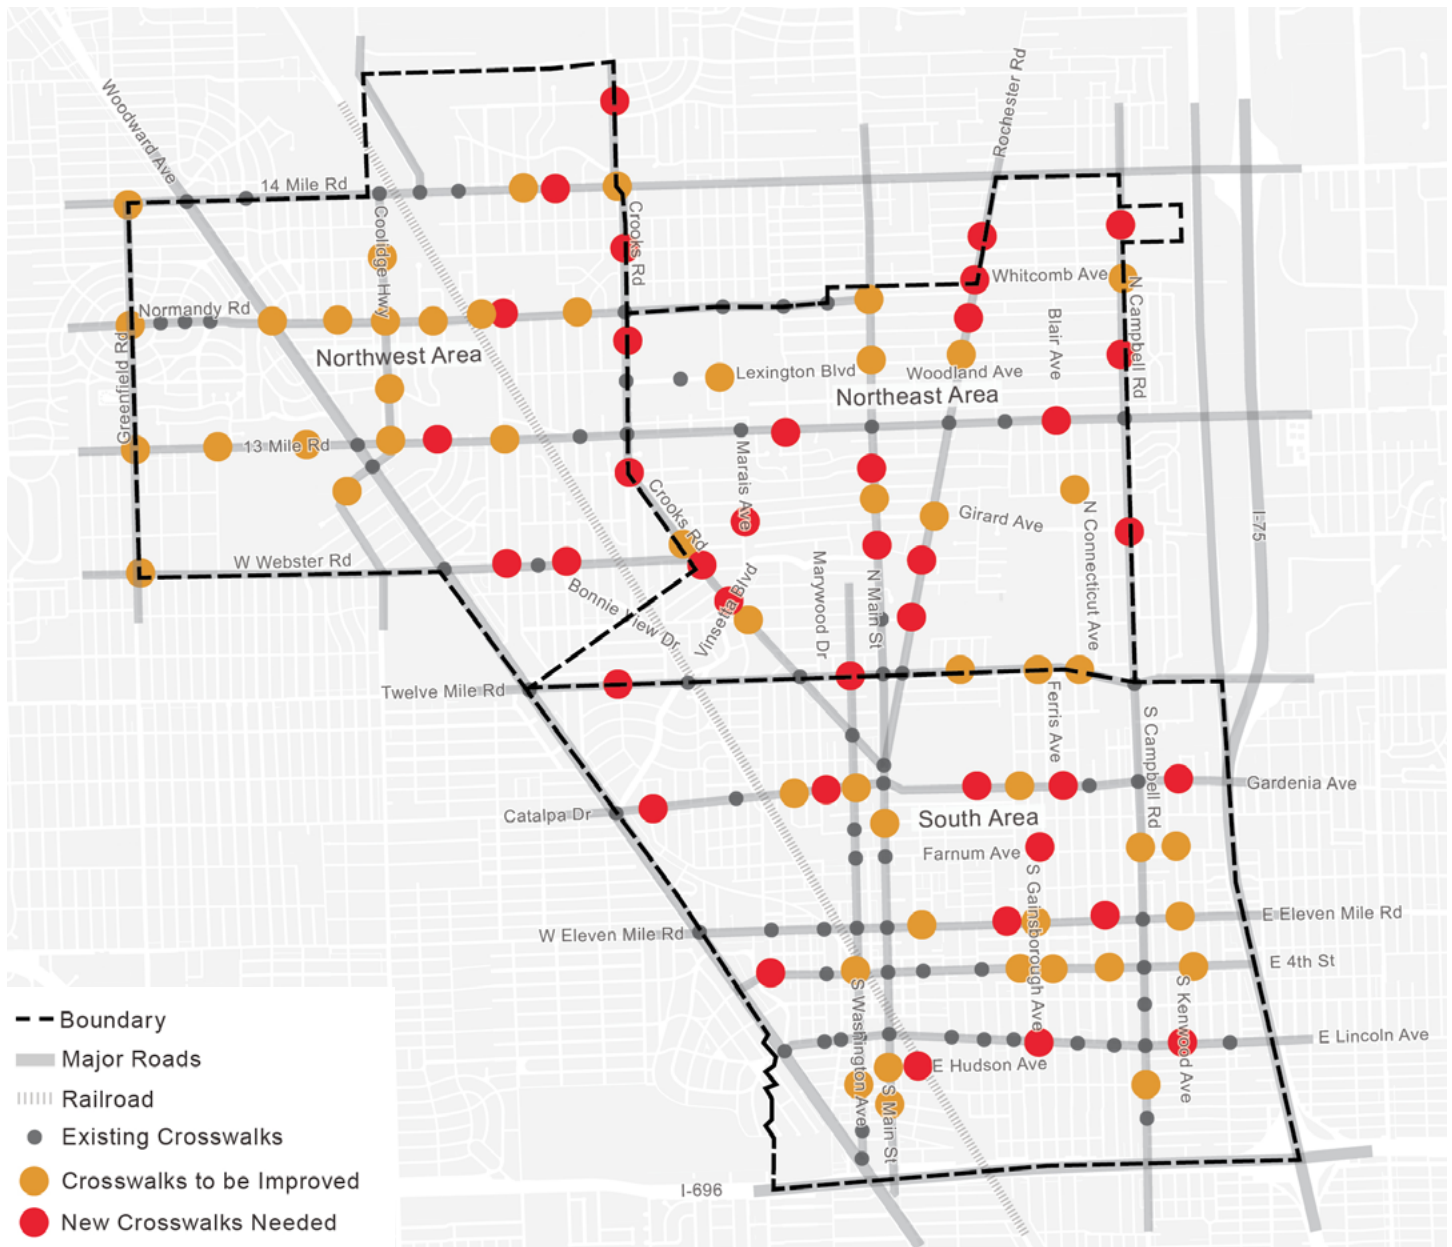 Rochester Rd
Woodward Ave
14 Mile Rd
Crooks Rd
Coolidge Hwy
Whitcomb Ave
N Campbell Rd
Normandy Rd
Blair Ave
Greenfield Rd
Northwest Area
Lexington Blvd
Woodland Ave
Northeast Area
13 Mile Rd
Marais Ave
Crooks Rd
Girard Ave
N Connecticut Ave
I-75
W Webster Rd
Bonnie View Dr
Vinsetta Blvd
Marywood Dr
N Main St
Twelve Mile Rd
Ferris Ave
S Campbell Rd
Gardenia Ave
Catalpa Dr
South Area
Farnum Ave
S Gainsborough Ave
E Eleven Mile Rd
W Eleven Mile Rd
E 4th St
S Washington Ave
S Kenwood Ave
E Lincoln Ave
E Hudson Ave
S Main St
I-696
Boundary
Major Roads
Railroad
Existing Crosswalks
Crosswalks to be Improved
New Crosswalks Needed